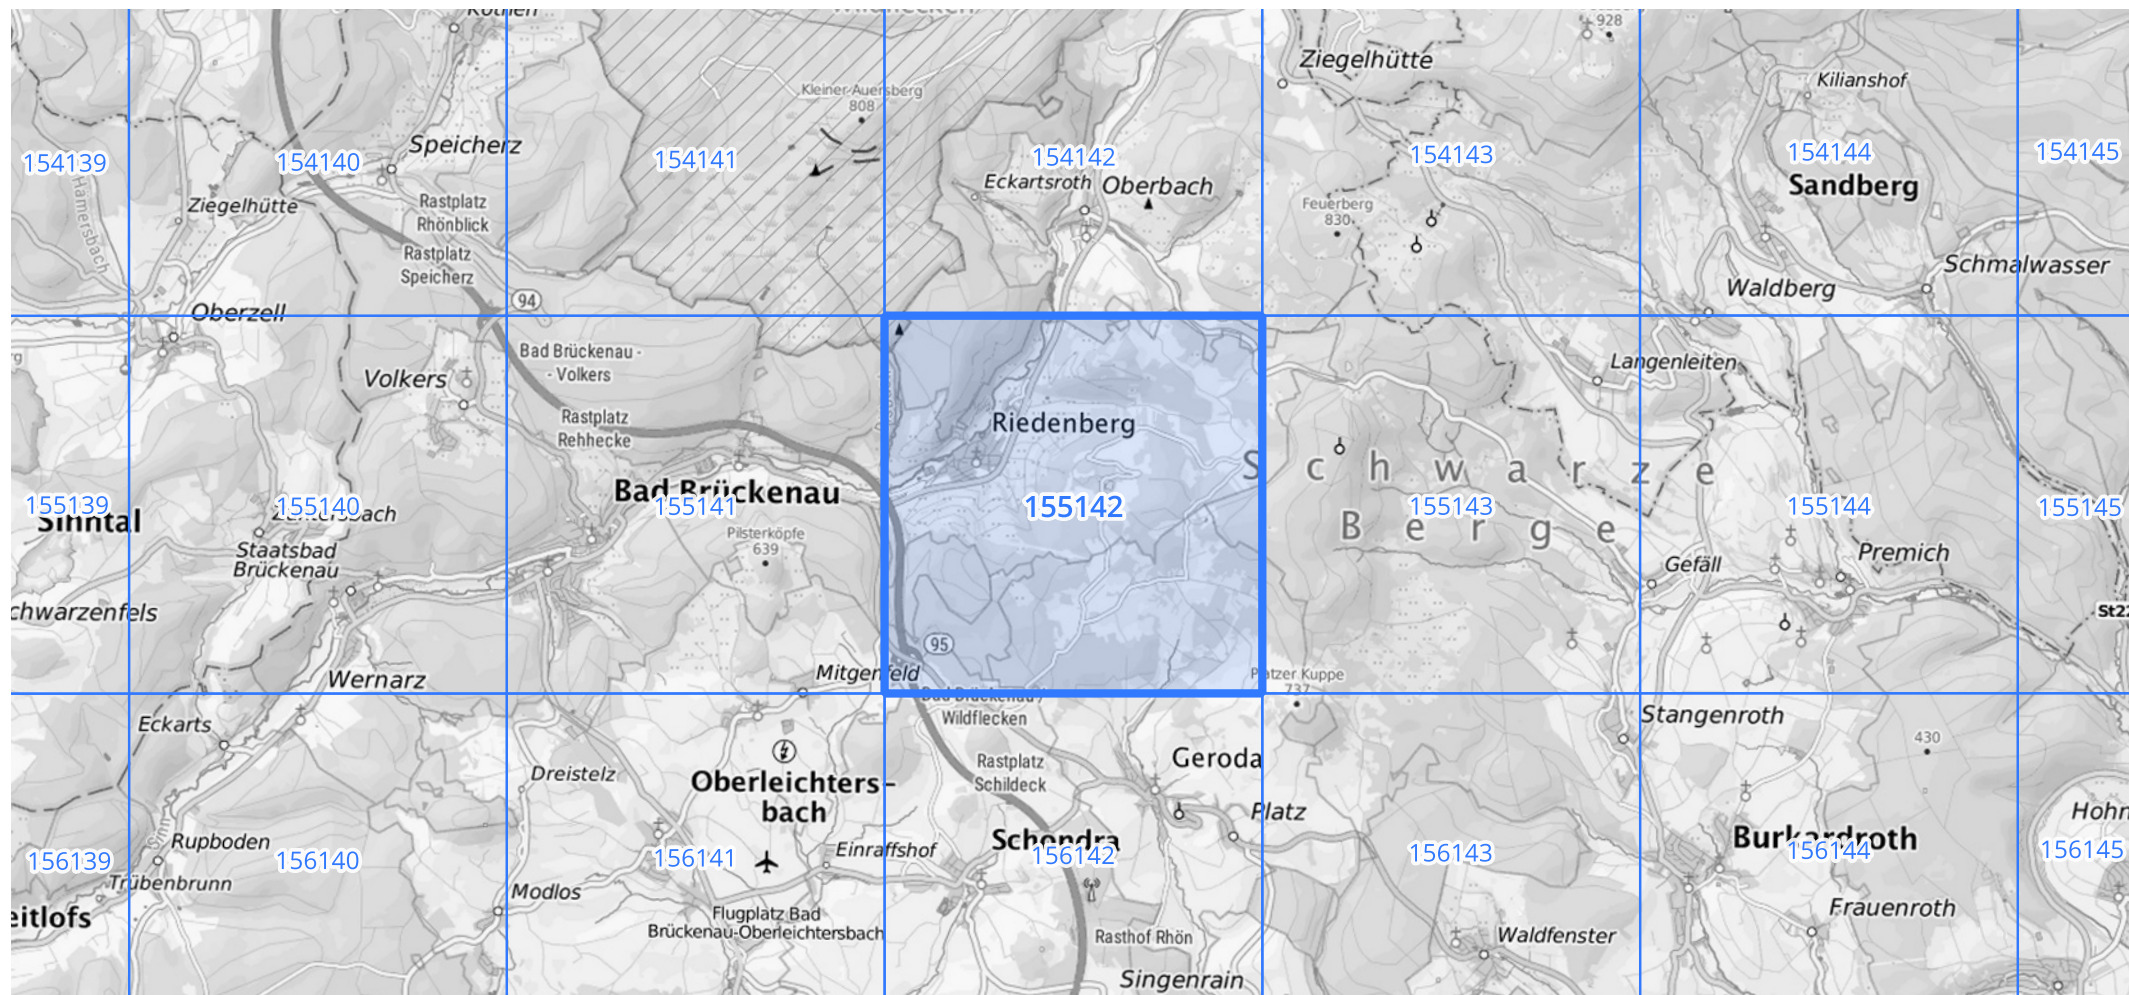 928
Ziegelhütte
Kilianshof
Kleiner Auersberg
808
Speicherz
154139
154140
154141
154142
154143
154144
154145
Hamersbach
Eckartsroth
Oberbach
Sandberg
Ziegelhütte
Rastplatz
Rhönblick
Feuerberg
830
Rastplatz
Speicherz
Schmalwasser
Waldberg
94
Oberzell
Bad Brückenau -
- Volkers
Volkers
Langenleiten
Rastplatz
Rehhecke
Riedenberg
Schwarze
Berge
Bad Brückenau
155139
155140
155141
155142
155143
155144
155145
Sinntal
Pilsterköpfe
639
Staatsbad
Brückenau
Premich
Gefäll
chwarzenfels
St22
95
Mitgenfeld
Wernarz
Platzer Kuppe
737
Bad Brückenau /
Wildflecken
Stangenroth
Eckarts
430
Geroda
Rastplatz
Schildeck
Dreistelz
Oberleichters-
bach
Platz
Hohn
Rupboden
Schondra
Burkardroth
Einraffshof
156139
156140
156141
156142
156143
156144
156145
Trübenbrunn
Modlos
eitlofs
Flugplatz Bad
Brückenau-Oberleichtersbach
Frauenroth
Rasthof Rhön
Waldfenster
Singenrain